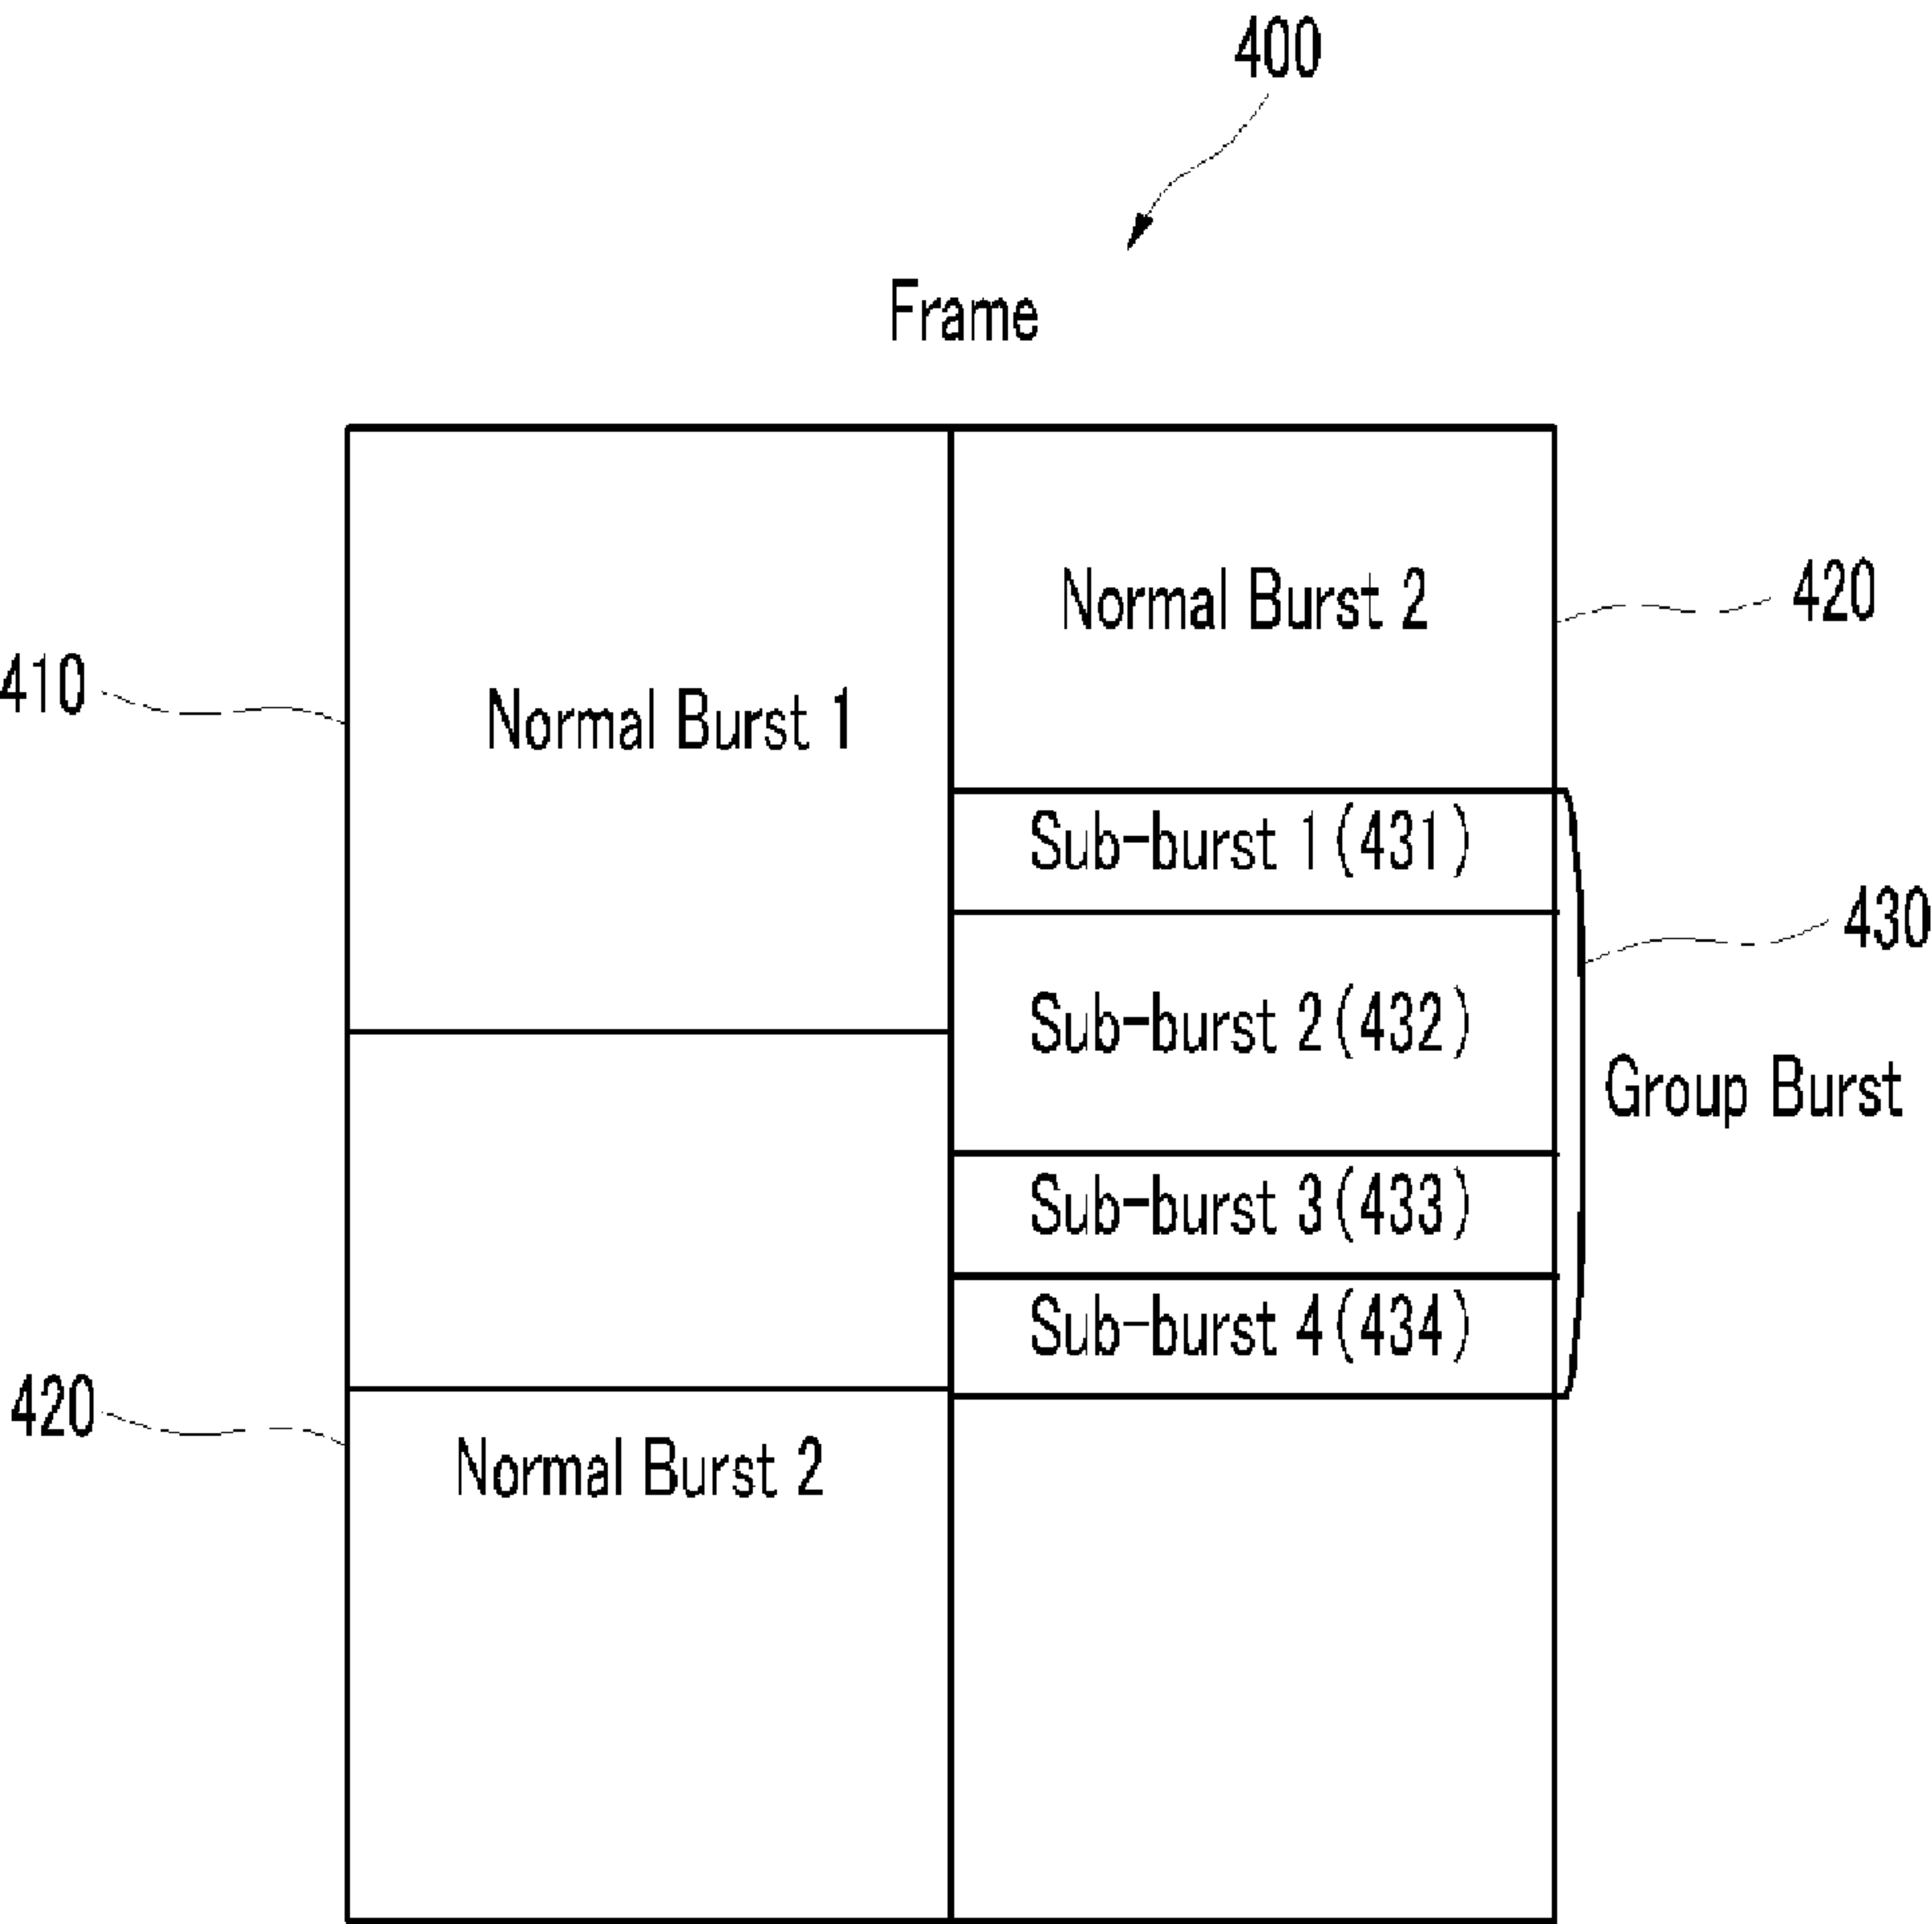 400
Frame
Normal Burst 2
420
410
Normal Burst 1
Sub-burst 1(431)
430
Sub-burst 2(432)
Group Burst
Sub-burst 3(433)
Sub-burst 4(434)
420
Normal Burst 2